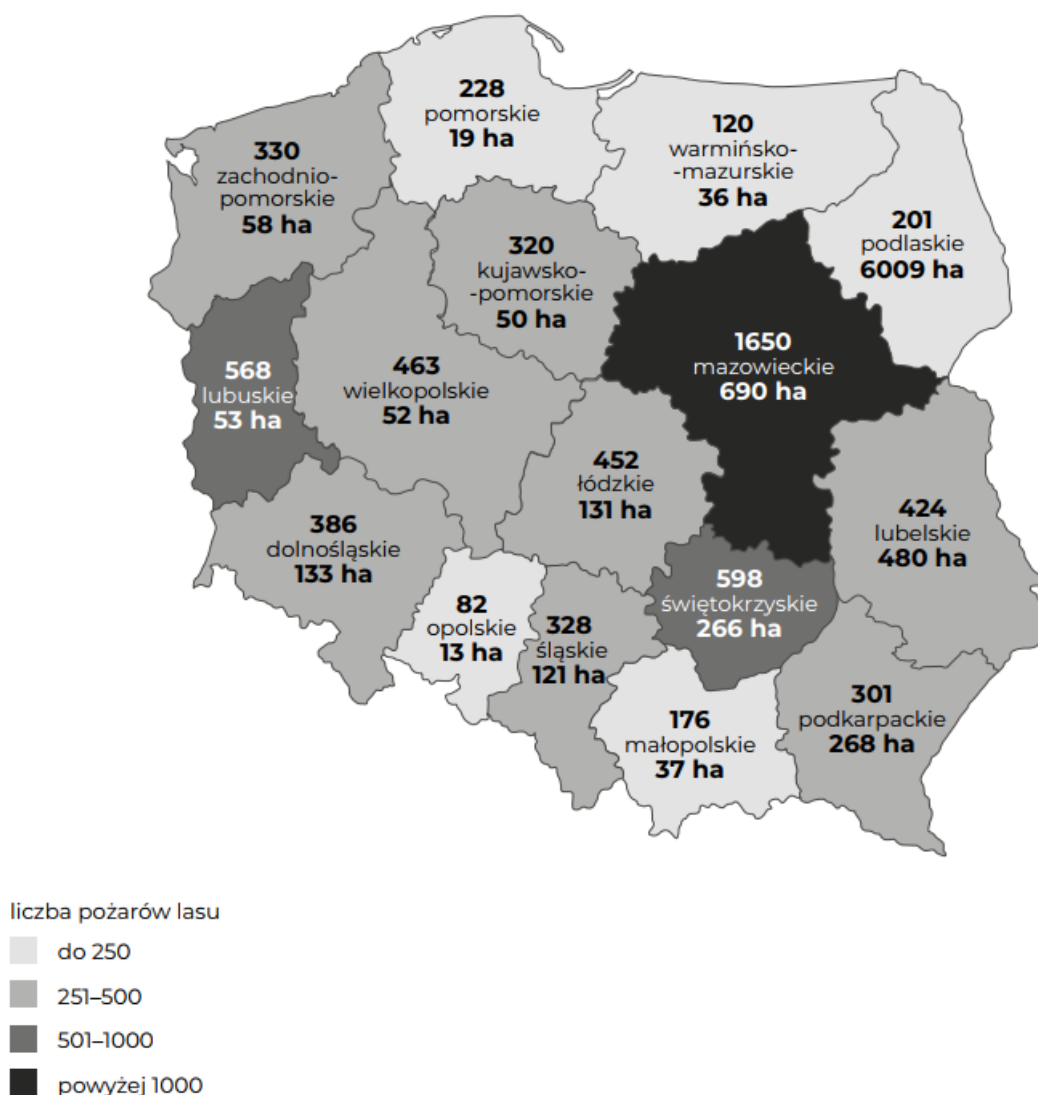 228
pomorskie
19 ha
120
warmińsko-
-mazurskie
36 ha
330
zachodnio-
pomorskie
58 ha
201
podlaskie
6009 ha
320
kujawsko-
-pomorskie
50 ha
1650
mazowieckie
690 ha
568
lubuskie
53 ha
463
wielkopolskie
52 ha
452
łódzkie
131 ha
424
lubelskie
480 ha
386
dolnośląskie
133 ha
598
świętokrzyskie
266 ha
82
opolskie
13 ha
328
śląskie
121 ha
301
podkarpackie
268 ha
176
małopolskie
37 ha
liczba pożarów lasu
do 250
251–500
501–1000
powyżej 1000